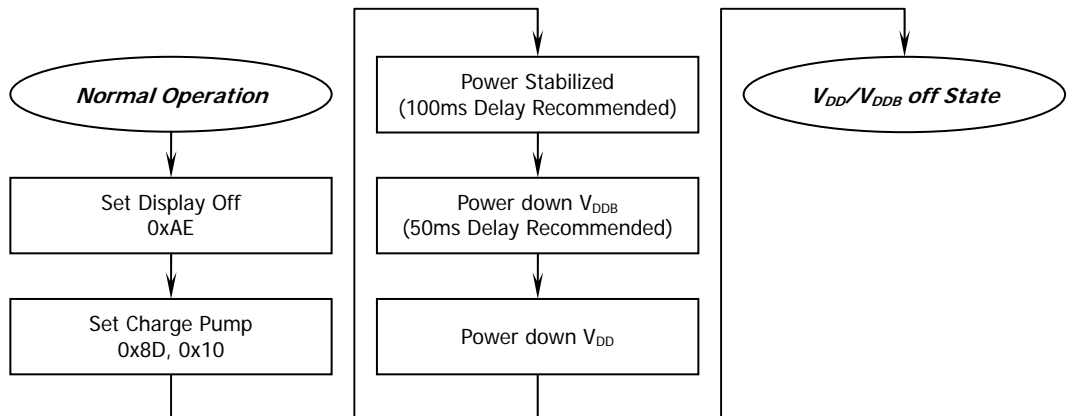 Normal Operation
Set Display Off
0xAE
Set Charge Pump
0x8D, 0x10
Power Stabilized
(100ms Delay Recommended)
Power down VDDB
(50ms Delay Recommended)
Power down VDD
VDD/VDDB off State